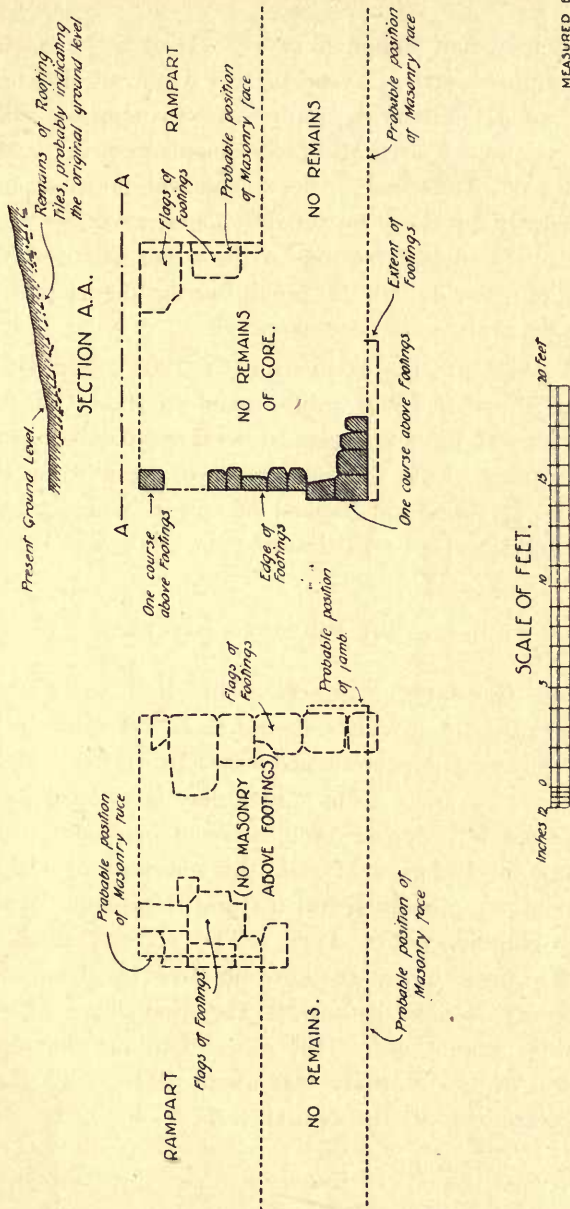 Present Ground Level.
Remains of Roofing
Tiles, probably indicating
the original ground level
SECTION A.A.
A
A
Probable position
of Masonry face
RAMPART
Flags of Footings
(NO MASONRY
ABOVE FOOTINGS)
Flags of
Footings
Probable position
of jamb.
NO REMAINS.
Probable position of
Masonry face
One course
above Footings
Edge of
Footings
NO REMAINS
OF CORE.
One course above Footings
Flags of
Footings
RAMPART
Probable position
of Masonry face
NO REMAINS
Extent of
Footings
Probable position
of Masonry face
SCALE OF FEET.
Inches 12
0
5
10
15
20 Feet
MEASURED